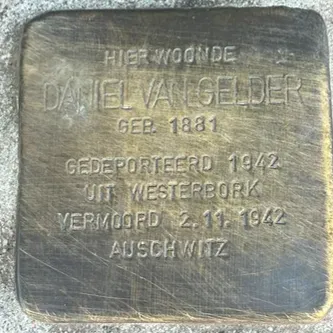 HIER WOONDE
DANIEL VAN GELDER
GEB. 1881
GEDEPORTEERD 1942
UIT WESTERBORK
VERMOORD 2.11.1942
AUSCHWITZ